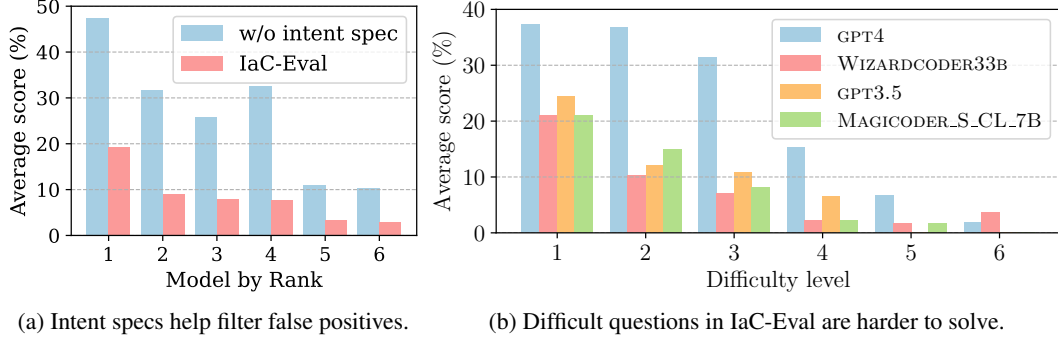 50
40
30
20
10
0
Average score (%)
w/o intent spec
IaC-Eval
1 2 3 4 5 6
Model by Rank
(a) Intent specs help filter false positives.
40
30
20
10
0
Average score (%)
GPT4
WIZARDCODER33B
GPT3.5
MAGICODER_S_CL_7B
1 2 3 4 5 6
Difficulty level
(b) Difficult questions in IaC-Eval are harder to solve.